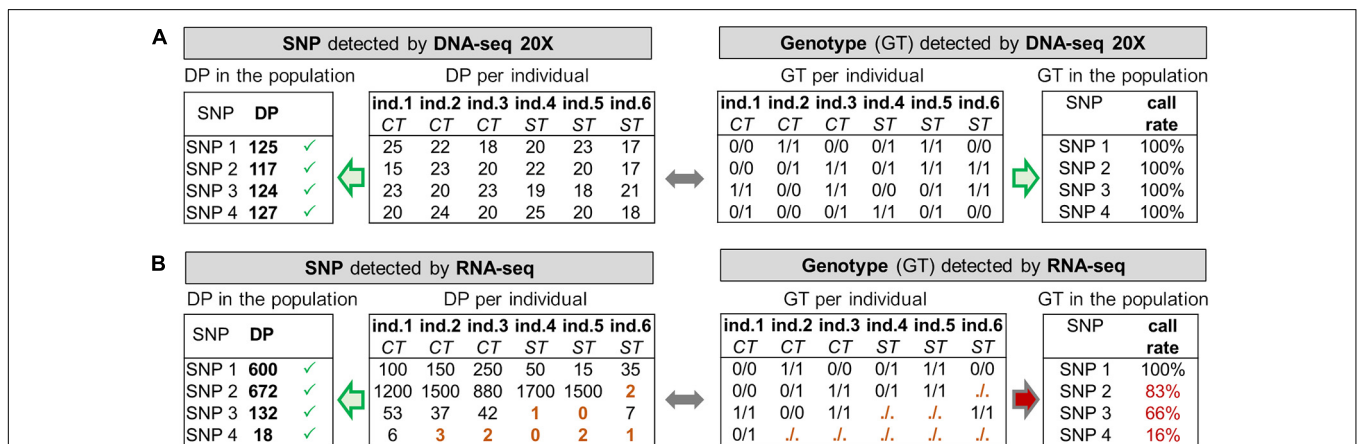 A
SNP detected by DNA-seq 20X
Genotype (GT) detected by DNA-seq 20X
DP in the population DP per individual GT per individual GT in the population
SNP DP ind.1 ind.2 ind.3 ind.4 ind.5 ind.6 ind.1 ind.2 ind.3 ind.4 ind.5 ind.6 SNP call
CT CT CT ST ST ST CT CT CT ST ST ST rate
SNP 1 125 ✓ 25 22 18 20 23 17 0/0 1/1 0/0 0/1 1/1 0/0 SNP 1 100%
SNP 2 117 ✓ 15 23 20 22 20 17 0/0 0/1 1/1 0/1 1/1 1/1 SNP 2 100%
SNP 3 124 ✓ 23 20 23 19 18 21 1/1 0/0 1/1 0/0 0/1 1/1 SNP 3 100%
SNP 4 127 ✓ 20 24 20 25 20 18 0/1 0/0 0/1 1/1 0/1 0/0 SNP 4 100%
B
SNP detected by RNA-seq
Genotype (GT) detected by RNA-seq
DP in the population DP per individual GT per individual GT in the population
SNP DP ind.1 ind.2 ind.3 ind.4 ind.5 ind.6 ind.1 ind.2 ind.3 ind.4 ind.5 ind.6 SNP call
CT CT CT ST ST ST CT CT CT ST ST ST rate
SNP 1 600 ✓ 100 150 250 50 15 35 0/0 1/1 0/0 0/1 1/1 0/0 SNP 1 100%
SNP 2 672 ✓ 1200 1500 880 1700 1500 2 0/0 0/1 1/1 0/1 1/1 ./. SNP 2 83%
SNP 3 132 ✓ 53 37 42 1 0 7 1/1 0/0 1/1 ./. ./. 1/1 SNP 3 66%
SNP 4 18 ✓ 6 3 2 0 2 1 0/1 ./. ./. ./. ./. ./. SNP 4 16%